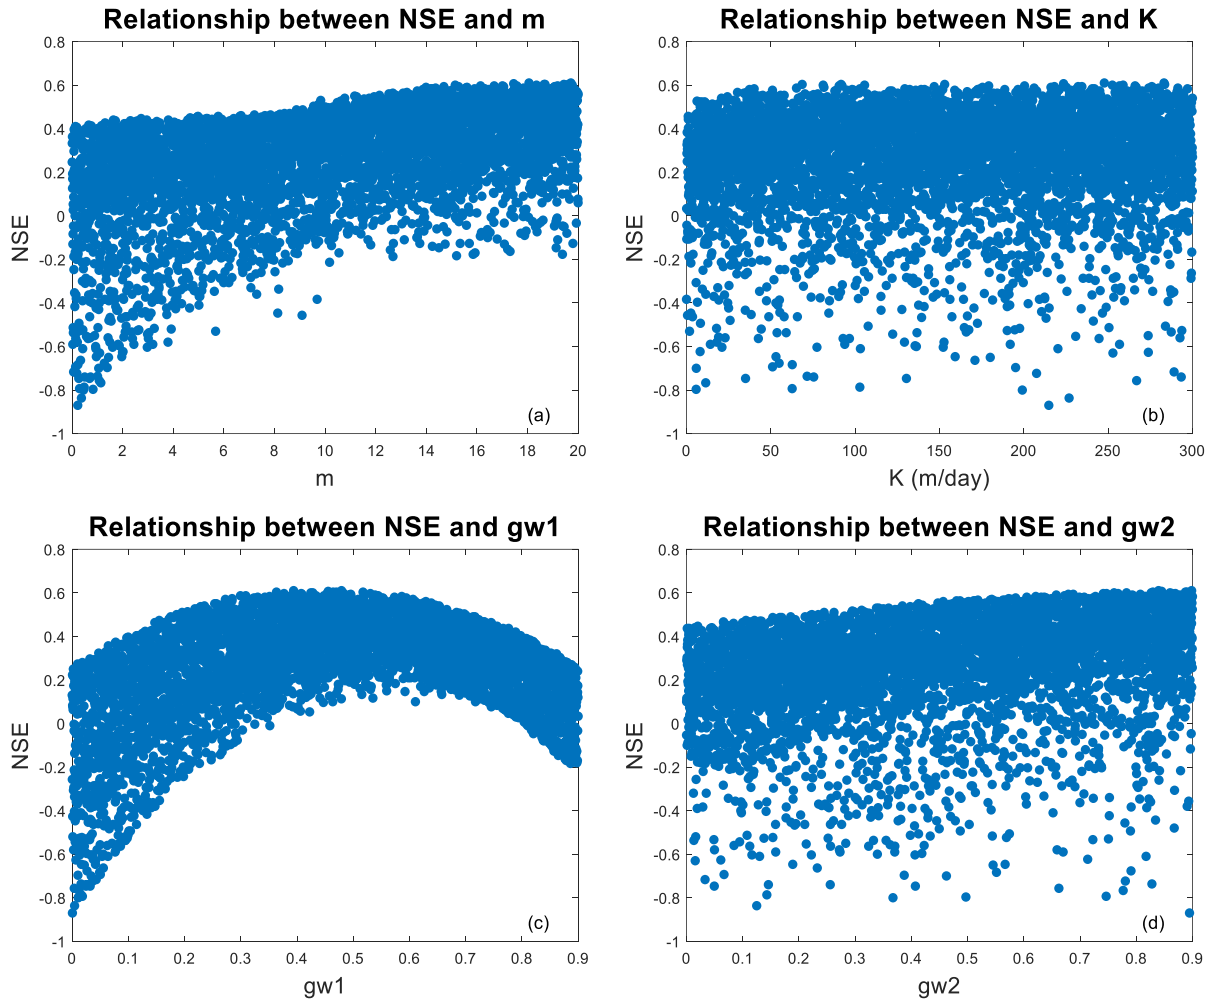 Relationship between NSE and m
0.8
0.6
0.4
0.2
0
-0.2
-0.4
-0.6
-0.8
-1
NSE
0 2 4 6 8 10 12 14 16 18 20
m
(a)
Relationship between NSE and K
0.8
0.6
0.4
0.2
0
-0.2
-0.4
-0.6
-0.8
-1
NSE
0 50 100 150 200 250 300
K (m/day)
(b)
Relationship between NSE and gw1
0.8
0.6
0.4
0.2
0
-0.2
-0.4
-0.6
-0.8
-1
NSE
0 0.1 0.2 0.3 0.4 0.5 0.6 0.7 0.8 0.9
gw1
(c)
Relationship between NSE and gw2
0.8
0.6
0.4
0.2
0
-0.2
-0.4
-0.6
-0.8
-1
NSE
0 0.1 0.2 0.3 0.4 0.5 0.6 0.7 0.8 0.9
gw2
(d)